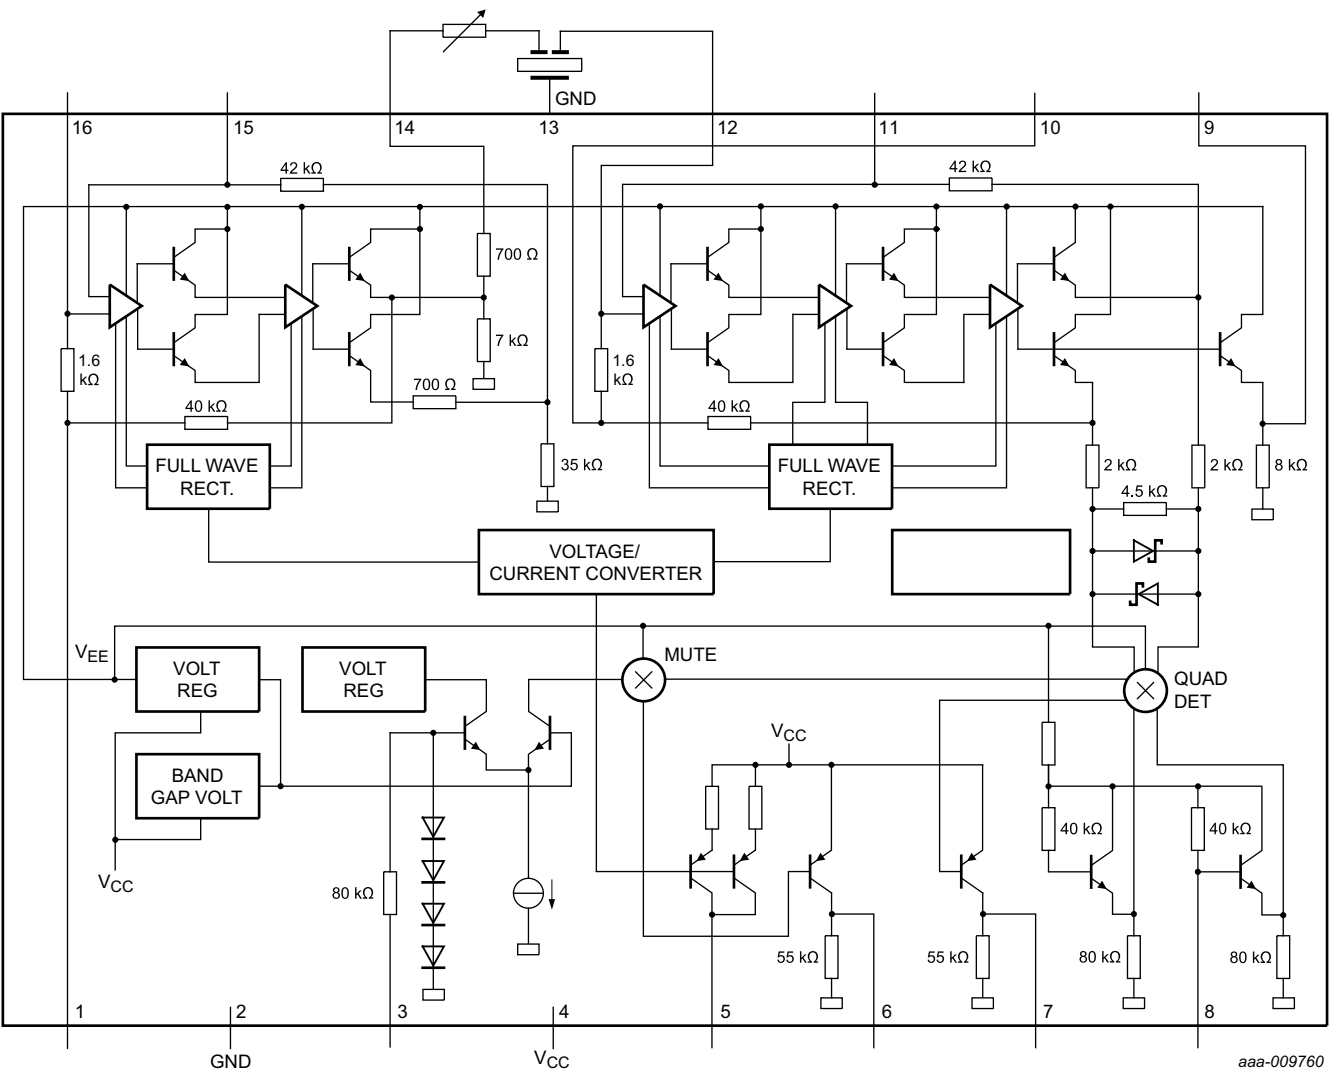 GND
16
15
14
13
12
11
10
9
42 kΩ
42 kΩ
700 Ω
7 kΩ
1.6
kΩ
1.6
kΩ
700 Ω
40 kΩ
40 kΩ
35 kΩ
FULL WAVE
RECT.
FULL WAVE
RECT.
2 kΩ
2 kΩ
8 kΩ
4.5 kΩ
VOLTAGE/
CURRENT CONVERTER
VEE
VOLT
REG
VOLT
REG
MUTE
QUAD
DET
VCC
BAND
GAP VOLT
VCC
80 kΩ
40 kΩ
40 kΩ
55 kΩ
55 kΩ
80 kΩ
80 kΩ
1
2
3
4
5
6
7
8
GND
VCC
aaa-009760